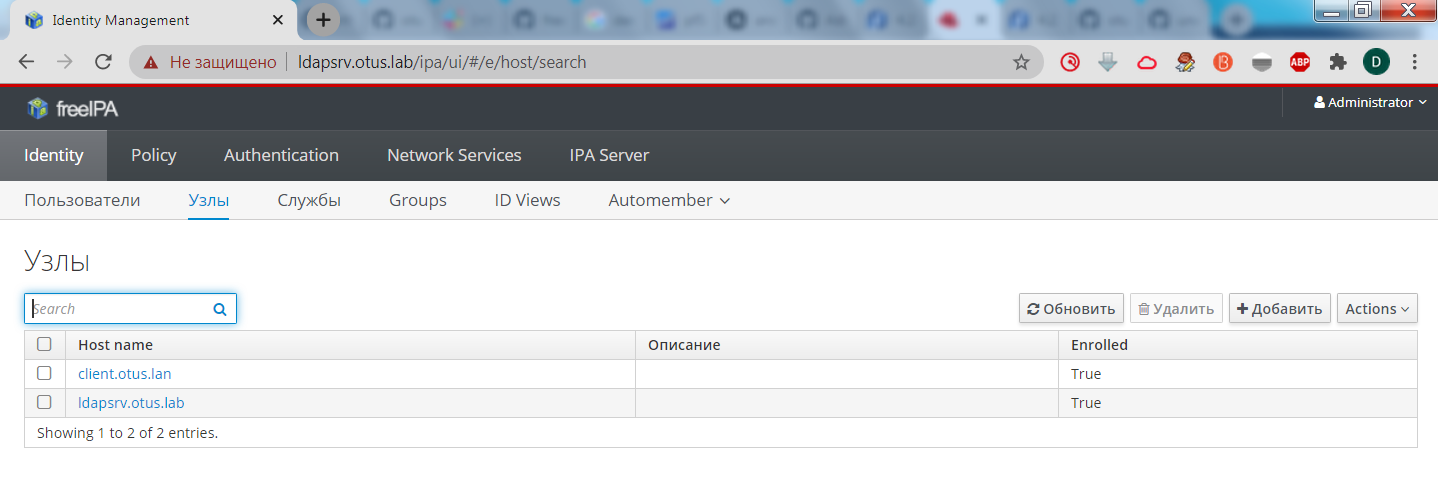 Identity Management
Не защищено ldapsrv.otus.lab/ipa/ui/#/e/host/search
ABP D
freeIPA Administrator
Identity Policy Authentication Network Services IPA Server
Пользователи Узлы Службы Groups ID Views Automember
Узлы
Search Обновить Удалить Добавить Actions
Host name Описание Enrolled
client.otus.lan True
ldapsrv.otus.lab True
Showing 1 to 2 of 2 entries.